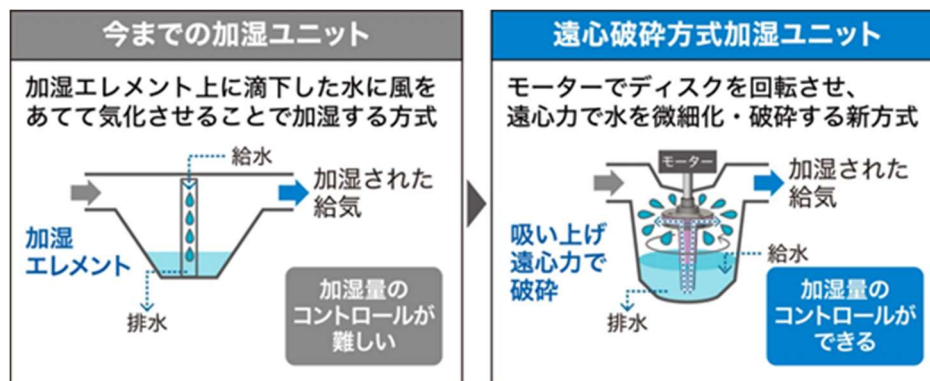 今までの加湿ユニット
加湿エレメント上に滴下した水に風を
あてて気化させることで加湿する方式
給水
加湿された
給気
加湿
エレメント
排水
加湿量の
コントロールが
難しい
遠心破砕方式加湿ユニット
モーターでディスクを回転させ、
遠心力で水を微細化・破砕する新方式
モーター
加湿された
給気
吸い上げ
遠心力で
破砕
給水
排水
加湿量の
コントロールが
できる